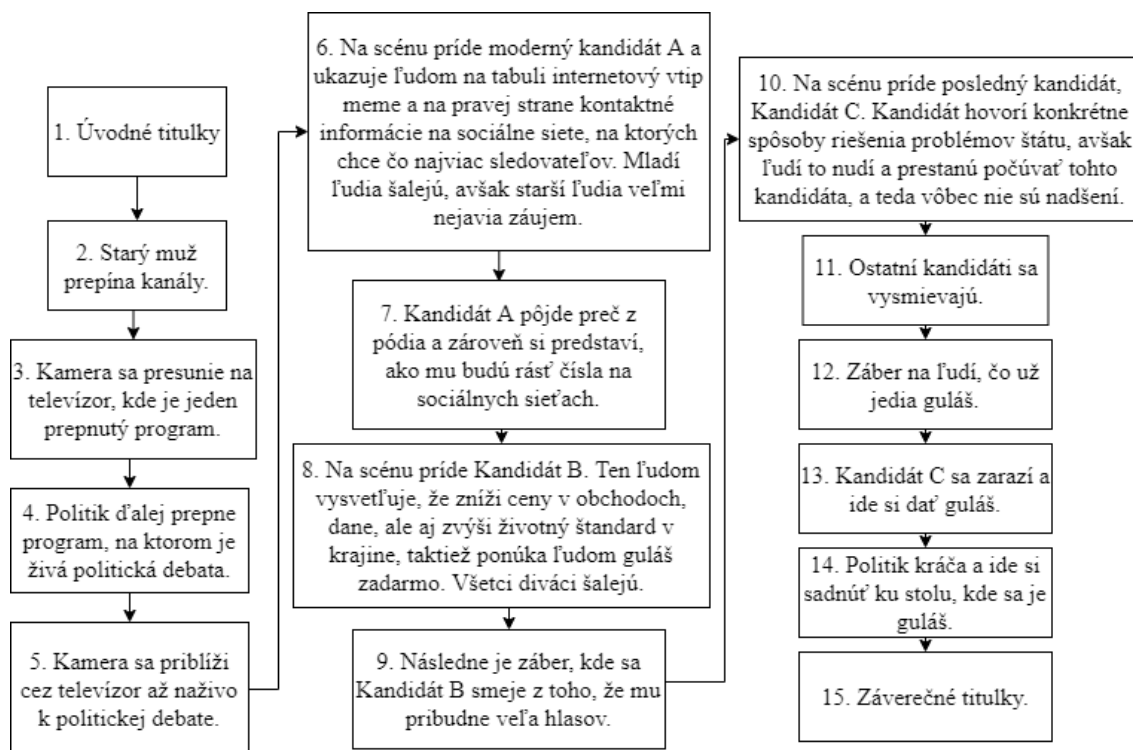 1. Úvodné titulky
2. Starý muž
prepína kanály.
3. Kamera sa presunie na
televízor, kde je jeden
prepnutý program.
4. Politik ďalej prepne
program, na ktorom je
živá politická debata.
5. Kamera sa priblíži
cez televízor až naživo
k politickej debate.
6. Na scénu príde moderný kandidát A a
ukazuje ľudom na tabuli internetový vtip
meme a na pravej strane kontaktné
informácie na sociálne siete, na ktorých
chce čo najviac sledovateľov. Mladí
ľudia šalejú, avšak starší ľudia veľmi
nejavia záujem.
7. Kandidát A pôjde preč z
pódia a zároveň si predstaví,
ako mu budú rásť čísla na
sociálnych sieťach.
8. Na scénu príde Kandidát B. Ten ľudom
vysvetľuje, že zníži ceny v obchodoch,
dane, ale aj zvýši životný štandard v
krajine, taktiež ponúka ľudom guláš
zadarmo. Všetci diváci šalejú.
9. Následne je záber, kde sa
Kandidát B smeje z toho, že mu
pribudne veľa hlasov.
10. Na scénu príde posledný kandidát,
Kandidát C. Kandidát hovorí konkrétne
spôsoby riešenia problémov štátu, avšak
ľudí to nudí a prestanú počúvať tohto
kandidáta, a teda vôbec nie sú nadšení.
11. Ostatní kandidáti sa
vysmievajú.
12. Záber na ľudí, čo už
jedia guláš.
13. Kandidát C sa zarazí a
ide si dať guláš.
14. Politik kráča a ide si
sadnúť ku stolu, kde sa je
guláš.
15. Záverečné titulky.